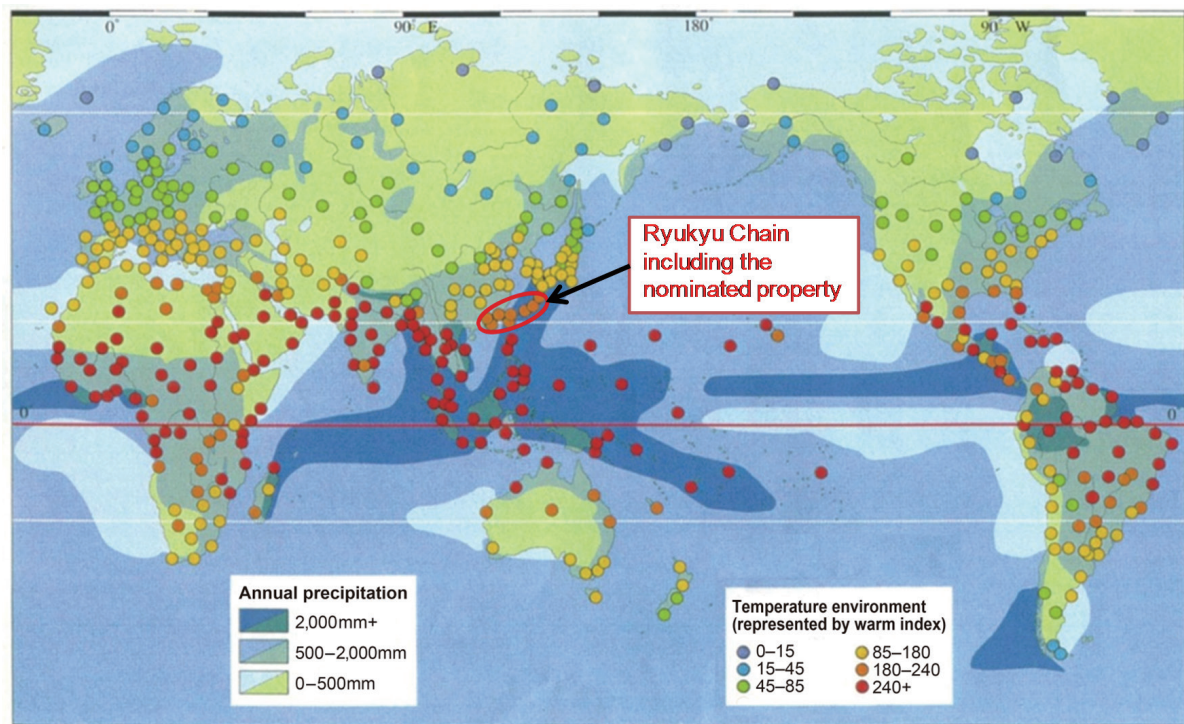 0°
90° E
180°
90° W
Ryukyu Chain
including the
nominated property
0°
0°
Annual precipitation
2,000mm+
500–2,000mm
0–500mm
Temperature environment
(represented by warm index)
0–15
15–45
45–85
85–180
180–240
240+